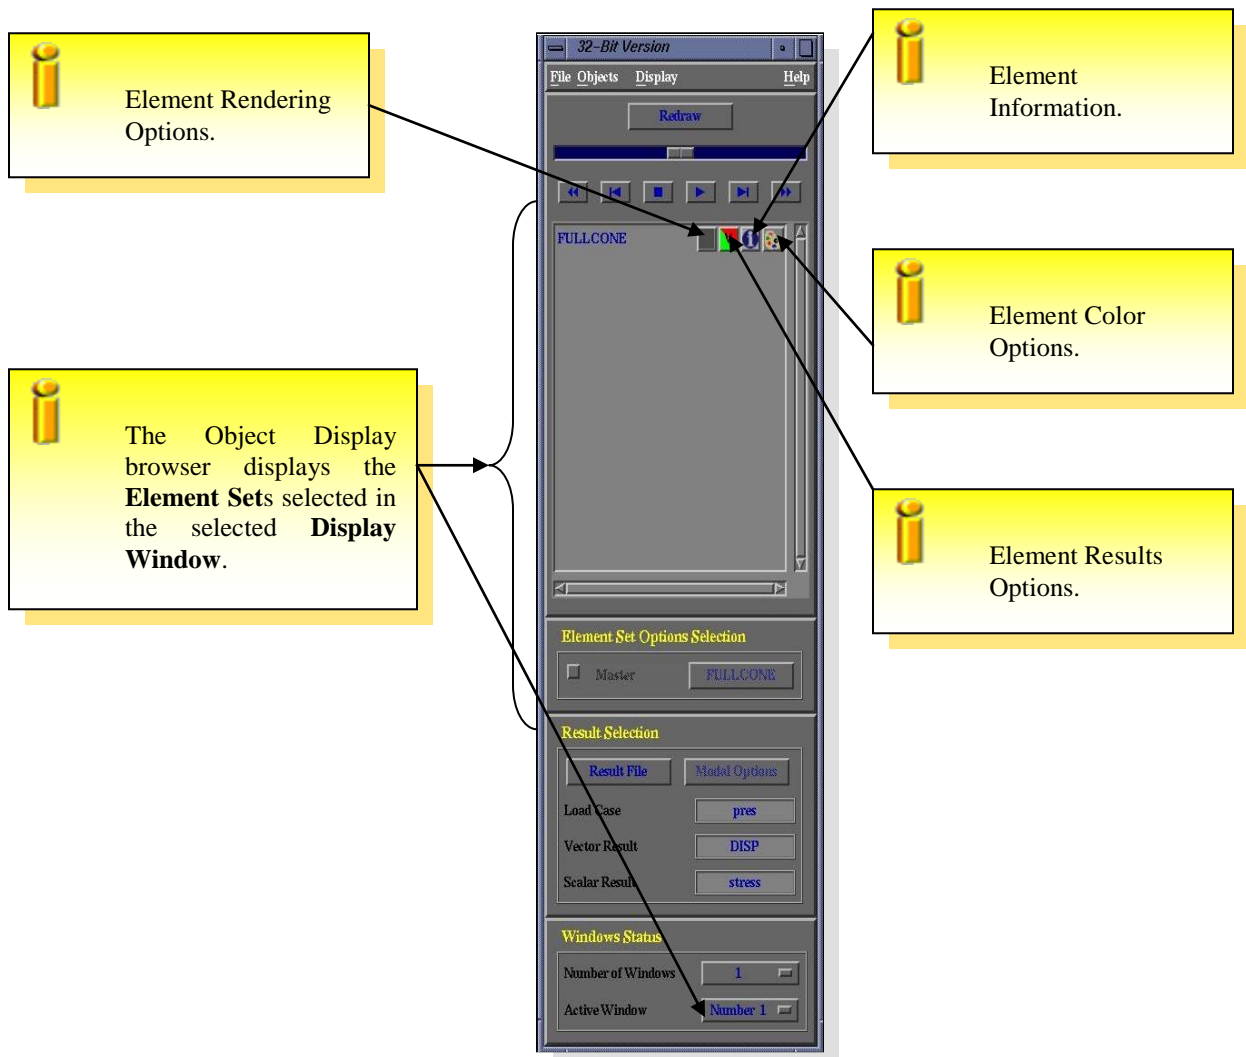 Element Rendering
Options.
The Object Display
browser displays the
Element Sets selected in
the selected Display
Window.
32-Bit Version
File Objects Display Help
Redraw
FULLCONE
Element Set Options Selection
Master FULLCONE
Result Selection
Result File Modal Options
Load Case pres
Vector Result DISP
Scalar Result stress
Windows Status
Number of Windows 1
Active Window Number 1
Element
Information.
Element Color
Options.
Element Results
Options.